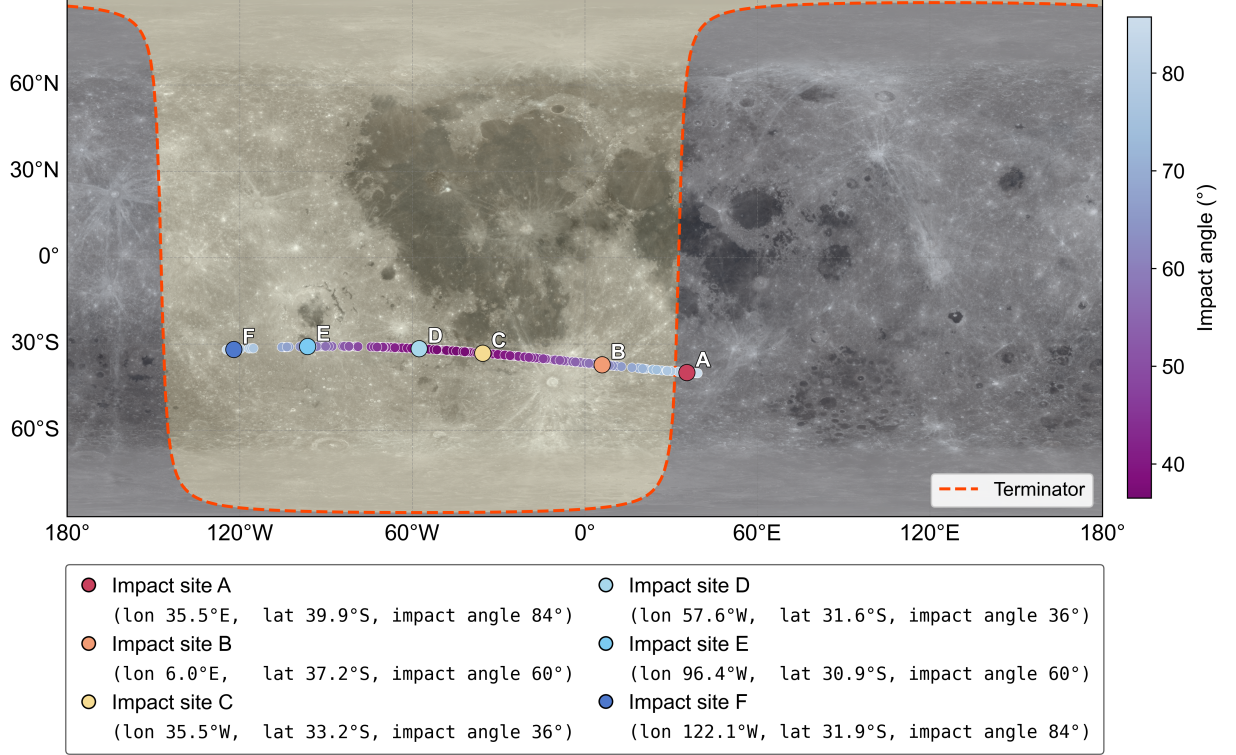 60°N
30°N
0°
30°S
60°S
180°
120°W
60°W
0°
60°E
120°E
180°
F
E
D
C
B
A
Terminator
80
70
60
50
40
Impact angle (°)
Impact site A
(lon 35.5°E, lat 39.9°S, impact angle 84°)
Impact site B
(lon 6.0°E, lat 37.2°S, impact angle 60°)
Impact site C
(lon 35.5°W, lat 33.2°S, impact angle 36°)
Impact site D
(lon 57.6°W, lat 31.6°S, impact angle 36°)
Impact site E
(lon 96.4°W, lat 30.9°S, impact angle 60°)
Impact site F
(lon 122.1°W, lat 31.9°S, impact angle 84°)